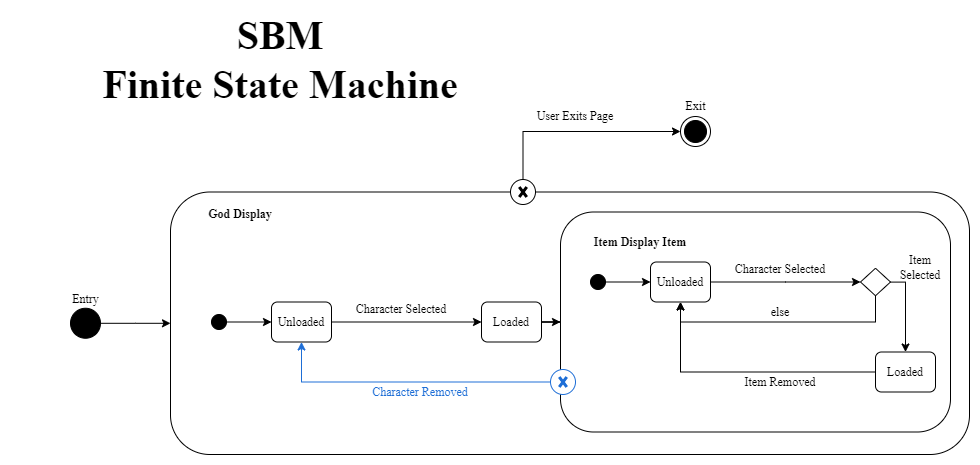 SBM
Finite State Machine
Exit
User Exits Page
God Display
Item Display Item
Item
Selected
Character Selected
Unloaded
Entry
Character Selected
else
Unloaded
Loaded
Loaded
Item Removed
Character Removed